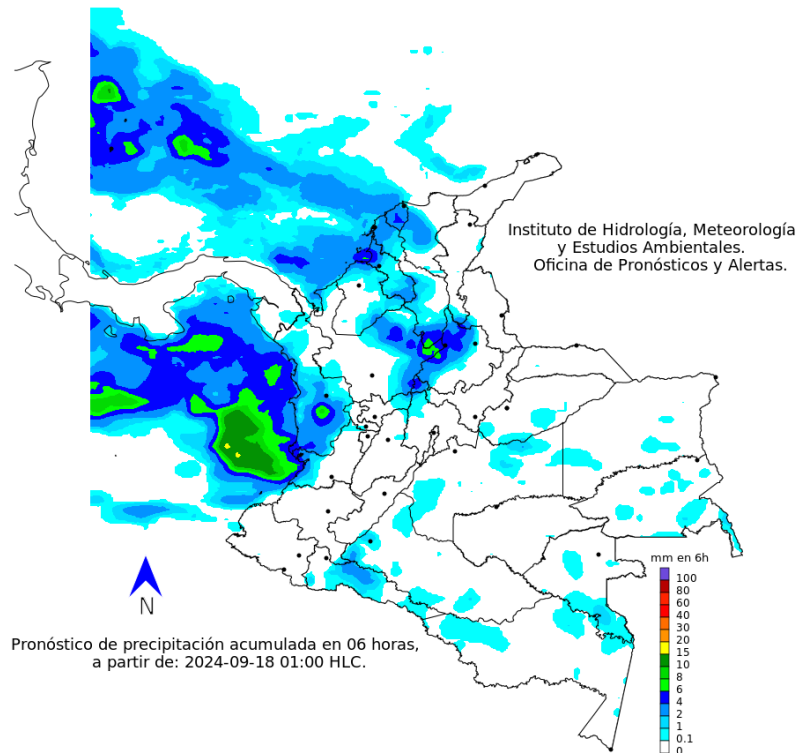 Instituto de Hidrología, Meteorología
y Estudios Ambientales.
Oficina de Pronósticos y Alertas.
N
mm en 6h
100
80
60
40
30
20
15
10
8
6
4
2
1
0.1
0
Pronóstico de precipitación acumulada en 06 horas,
a partir de: 2024-09-18 01:00 HLC.